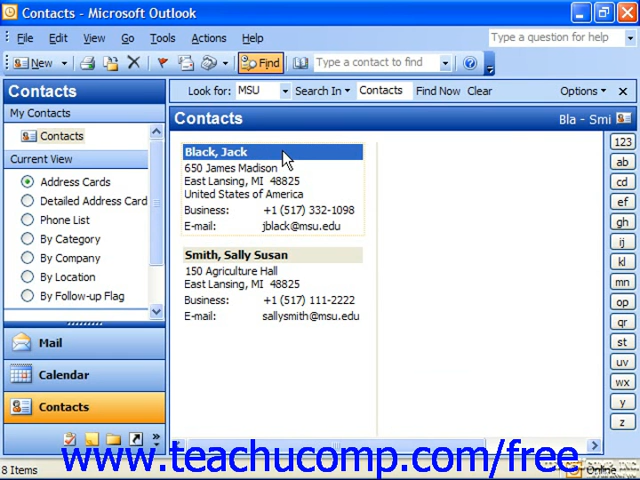 Contacts - Microsoft Outlook
File Edit View Go Tools Actions Help Type a question for help
New Find Type a contact to find
Contacts Look for: MSU Search In Contacts Find Now Clear Options
My Contacts
Contacts
Contacts Bla - Smi
Current View
Address Cards
Detailed Address Card
Phone List
By Category
By Company
By Location
By Follow-up Flag
Mail
Calendar
Contacts
Black, Jack
650 James Madison
East Lansing, MI 48825
United States of America
Business: +1 (517) 332-1098
E-mail: jblack@msu.edu
Smith, Sally Susan
150 Agriculture Hall
East Lansing, MI 48825
Business: +1 (517) 111-2222
E-mail: sallysmith@msu.edu
123
ab
cd
ef
gh
ij
kl
mn
op
qr
st
uv
wx
y
z
www.teachucomp.com/free
8 Items Online